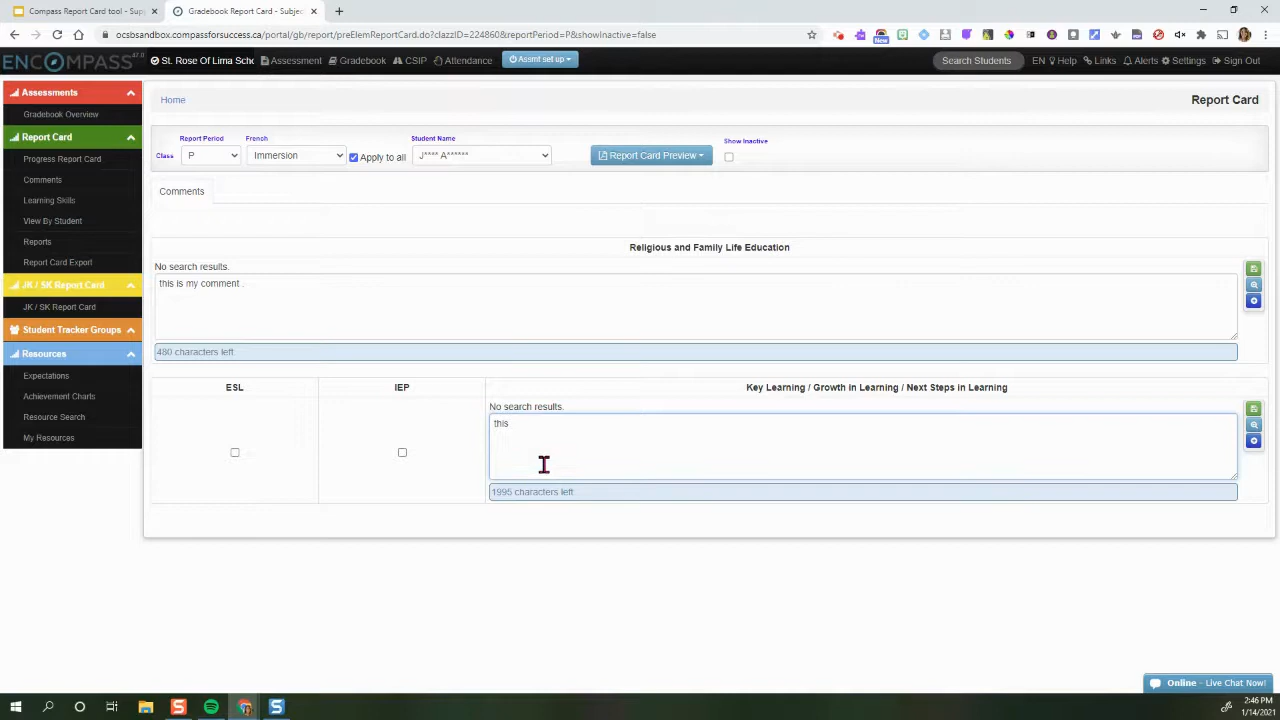 Compass Report Card tool - Sup
Gradebook Report Card - Subjec
ocsbsandbox.compassforsuccess.ca/portal/gb/report/preElemReportCard.do?classID=224860&reportPeriod=P&showInactive=false
New
ENCOMPASS 47.0
St. Rose Of Lima Scho
Assessment
Gradebook
CSIP
Attendance
Assmt set up
Search Students
EN
Help
Links
Alerts
Settings
Sign Out
Assessments
Gradebook Overview
Report Card
Progress Report Card
Comments
Learning Skills
View By Student
Reports
Report Card Export
JK / SK Report Card
JK / SK Report Card
Student Tracker Groups
Resources
Expectations
Achievement Charts
Resource Search
My Resources
Home
Report Card
Report Period
French
Student Name
Show Inactive
Class
P
Immersion
Apply to all
J**** A******
Report Card Preview
Comments
Religious and Family Life Education
No search results.
this is my comment .
480 characters left
ESL
IEP
Key Learning / Growth in Learning / Next Steps in Learning
No search results.
this
1995 characters left
Online - Live Chat Now!
2:46 PM
1/14/2021